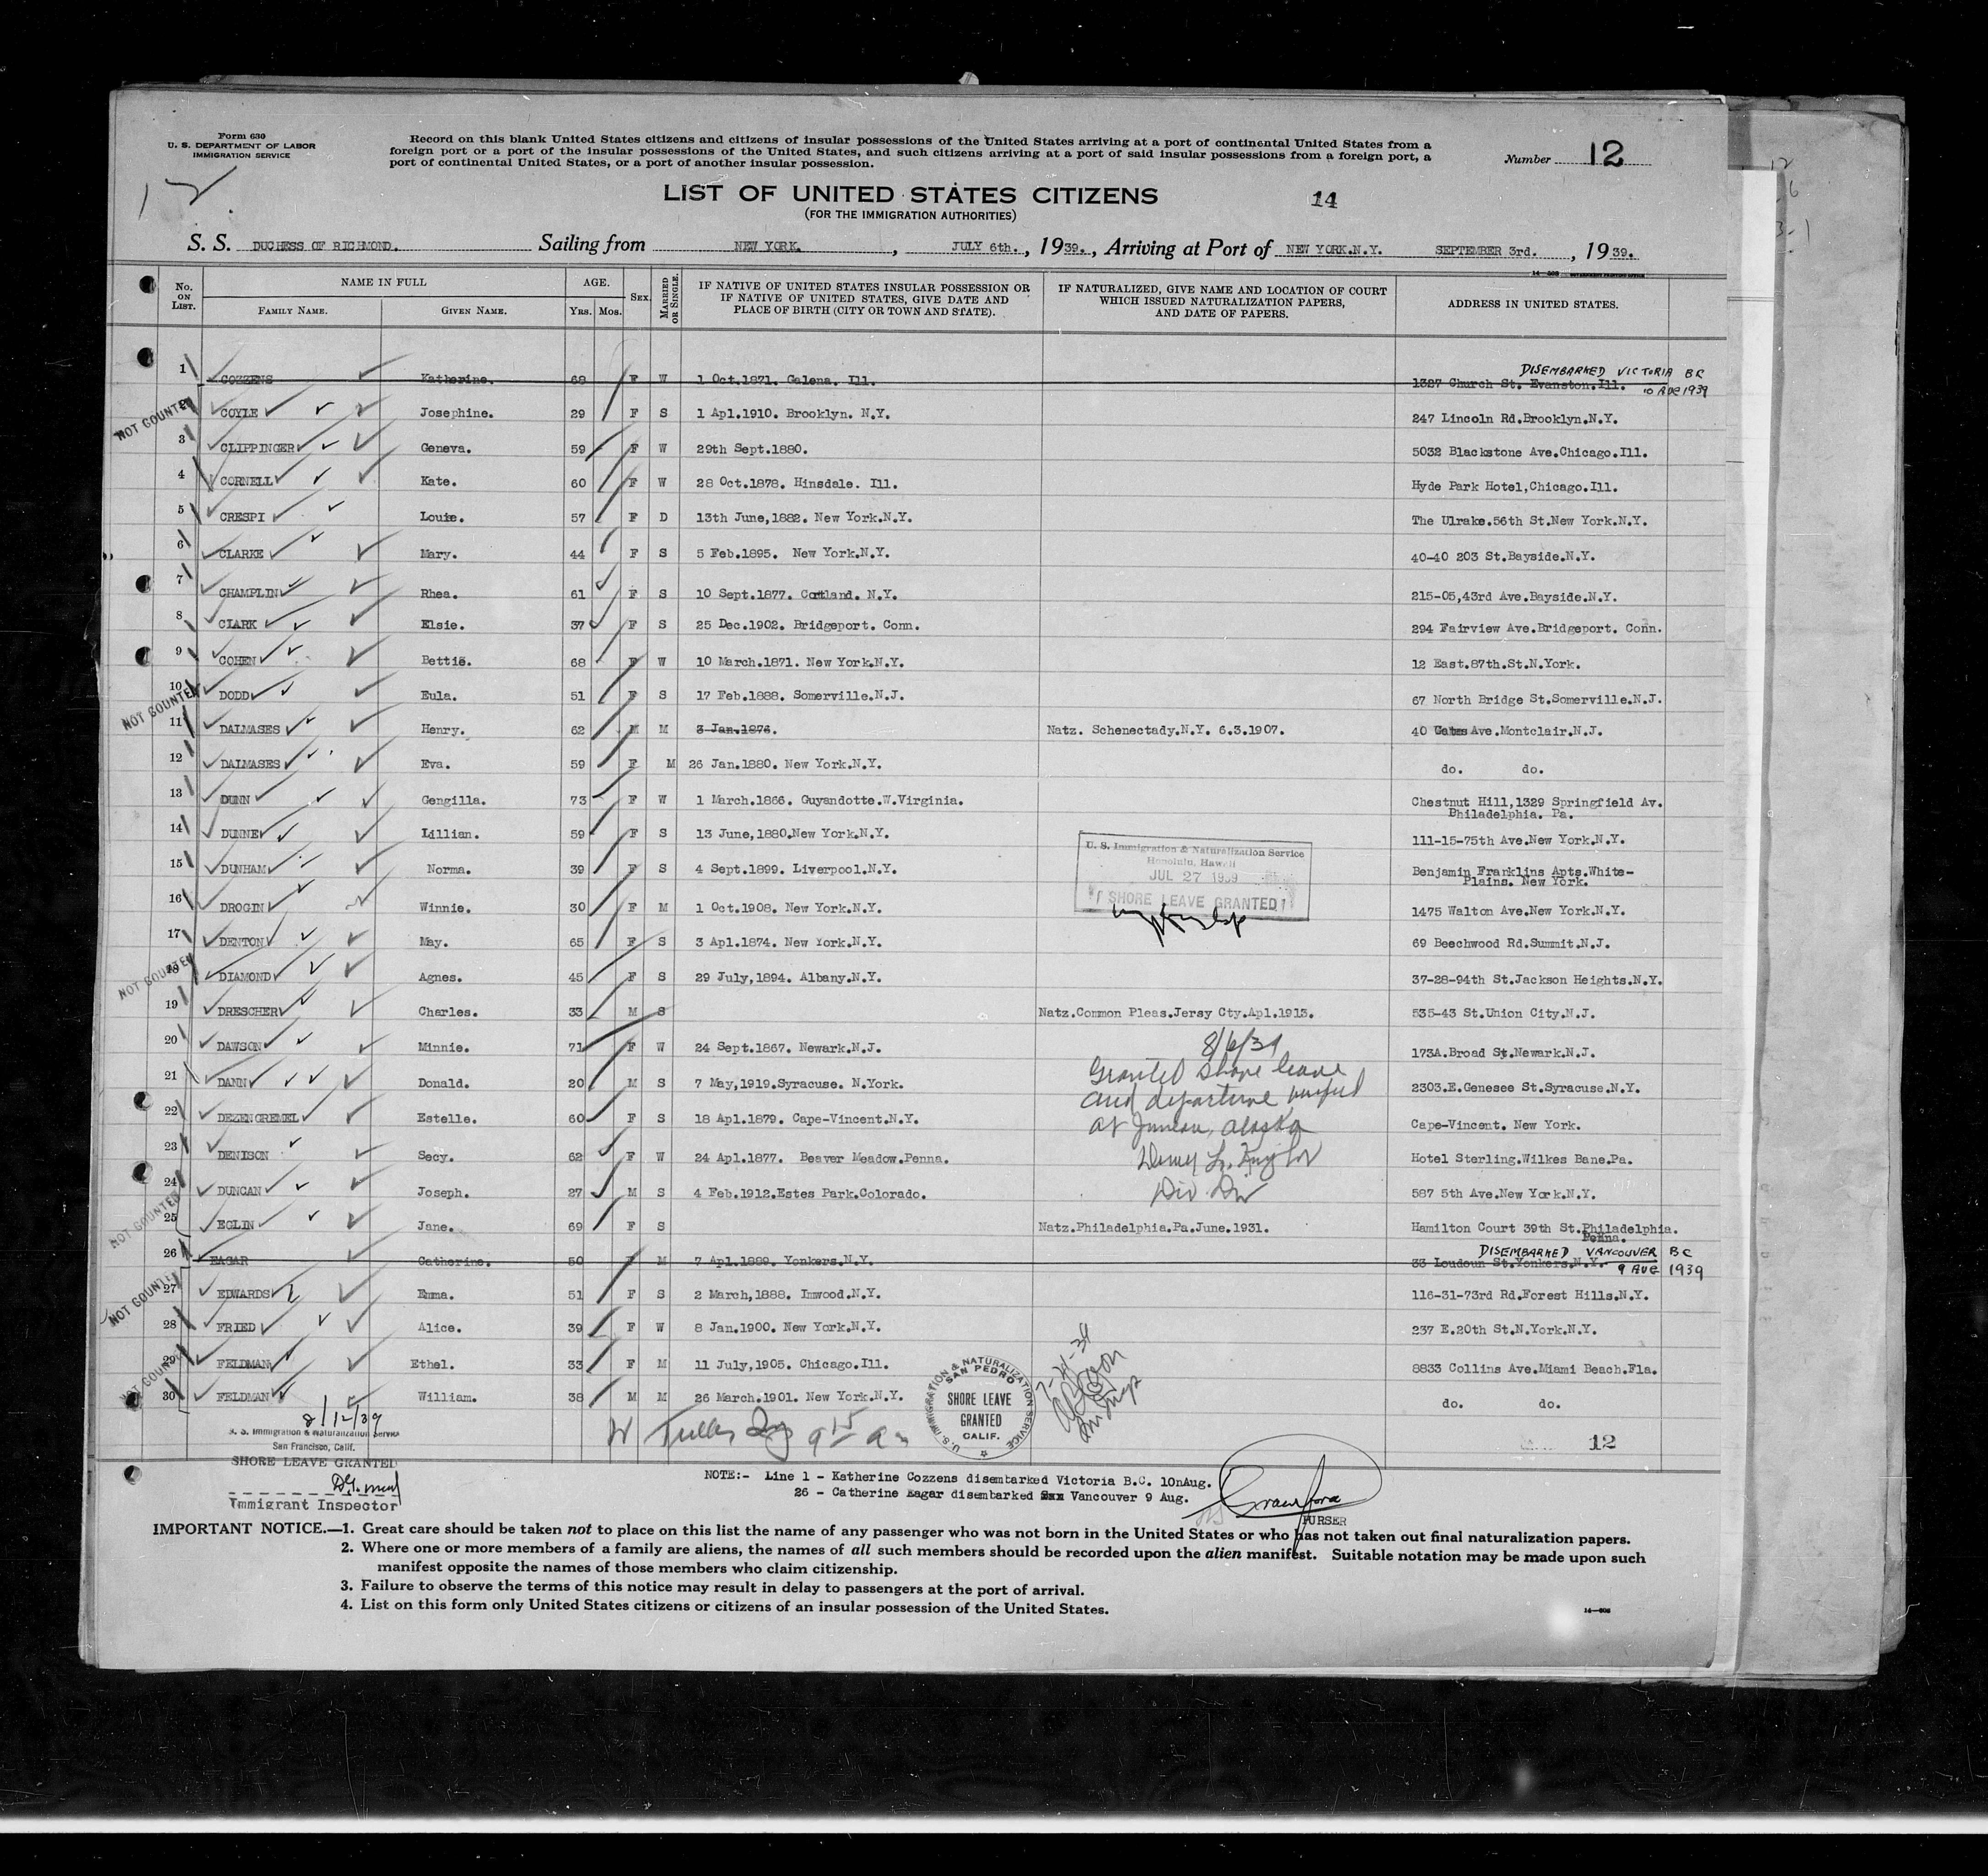 Form 630
U. S. DEPARTMENT OF LABOR
IMMIGRATION SERVICE
Record on this blank United States citizens and citizens of insular possessions of the United States arriving at a port of continental United States from a
foreign port or a port of the insular possessions of the United States, and such citizens arriving at a port of said insular possessions from a foreign port, a
port of continental United States, or a port of another insular possession.
Number 12
12
LIST OF UNITED STATES CITIZENS
14
(FOR THE IMMIGRATION AUTHORITIES)
S. S. DUCHESS OF RICHMOND. Sailing from NEW YORK. , JULY 6th. , 1939. , Arriving at Port of NEW YORK.N.Y. SEPTEMBER 3rd. , 1939.
No. ON LIST. NAME IN FULL AGE. SEX. MARRIED OR SINGLE. IF NATIVE OF UNITED STATES INSULAR POSSESSION OR IF NATIVE OF UNITED STATES, GIVE DATE AND PLACE OF BIRTH (CITY OR TOWN AND STATE). IF NATURALIZED, GIVE NAME AND LOCATION OF COURT WHICH ISSUED NATURALIZATION PAPERS, AND DATE OF PAPERS. ADDRESS IN UNITED STATES.
FAMILY NAME. GIVEN NAME. YRS. MOS.
DISEMBARKED VICTORIA BC
1 COZZENS Katherine. 68 F W 1 Oct.1871. Galena. Ill. 1327 Church St. Evanston.Ill. 10 AUG 1939
NOT COUNTED
2 COYLE Josephine. 29 F S 1 Apl.1910. Brooklyn. N.Y. 247 Lincoln Rd.Brooklyn.N.Y.
3 CLIPPINGER Geneva. 59 F W 29th Sept.1880. 5032 Blackstone Ave.Chicago.Ill.
4 CORNELL Kate. 60 F W 28 Oct.1878. Hinsdale. Ill. Hyde Park Hotel,Chicago.Ill.
5 CRESPI Louie. 57 F D 13th June,1882. New York.N.Y. The Ulrake.56th St.New York.N.Y.
6 CLARKE Mary. 44 F S 5 Feb.1895. New York.N.Y. 40-40 203 St.Bayside.N.Y.
7 CHAMPLIN Rhea. 61 F S 10 Sept.1877. Cortland. N.Y. 215-05,43rd Ave.Bayside.N.Y.
8 CLARK Elsie. 37 F S 25 Dec.1902. Bridgeport. Conn. 294 Fairview Ave.Bridgeport. Conn.
9 COHEN Bettie. 68 F W 10 March.1871. New York.N.Y. 12 East.87th.St.N.York.
10 DODD Eula. 51 F S 17 Feb.1888. Somerville.N.J. 67 North Bridge St.Somerville.N.J.
NOT COUNTED
11 DALMASES Henry. 62 M M 3 Jan.1876. Natz. Schenectady.N.Y. 6.3.1907. 40 Gates Ave.Montclair.N.J.
12 DALMASES Eva. 59 F M 26 Jan.1880. New York.N.Y. do. do.
13 DUNN Gengilla. 73 F W 1 March.1866. Guyandotte.W.Virginia. Chestnut Hill,1329 Springfield Av.
Philadelphia. Pa.
14 DUNNE Lillian. 59 F S 13 June,1880.New York.N.Y. 111-15-75th Ave.New York.N.Y.
15 DUNHAM Norma. 39 F S 4 Sept.1899. Liverpool.N.Y. Benjamin Franklins Apts.White-
Plains. New York.
U. S. Immigration & Naturalization Service
Honolulu, Hawaii
JUL 27 1939
SHORE LEAVE GRANTED
16 DROGIN Winnie. 30 F M 1 Oct.1908. New York.N.Y. 1475 Walton Ave.New York.N.Y.
17 DENTON May. 65 F S 3 Apl.1874. New York.N.Y. 69 Beechwood Rd.Summit.N.J.
NOT COUNTED
18 DIAMOND Agnes. 45 F S 29 July,1894. Albany.N.Y. 37-28-94th St.Jackson Heights.N.Y.
19 DRESCHER Charles. 33 M S Natz.Common Pleas.Jersy Cty.Apl.1913. 535-43 St.Union City.N.J.
20 DAWSON Minnie. 71 F W 24 Sept.1867. Newark.N.J. 173A.Broad St.Newark.N.J.
21 DANN Donald. 20 M S 7 May,1919.Syracuse. N.York. 2303.E.Genesee St.Syracuse.N.Y.
22 DEZENGREMEL Estelle. 60 F S 18 Apl.1879. Cape-Vincent.N.Y. Cape-Vincent. New York.
23 DENISON Secy. 62 F W 24 Apl.1877. Beaver Meadow.Penna. Hotel Sterling.Wilkes Bane.Pa.
24 DUNCAN Joseph. 27 M S 4 Feb.1912.Estes Park.Colorado. 587 5th Ave.New York.N.Y.
8/6/39
Granted shore leave
and departure
at Juneau, Alaska
NOT COUNTED
25 EGLIN Jane. 69 F S Natz.Philadelphia.Pa.June.1931. Hamilton Court 39th St.Philadelphia.
Penna.
DISEMBARKED VANCOUVER BC
26 EAGAR Catherine. 50 F M 7 Apl.1889. Yonkers.N.Y. 33 Loudoun St.Yonkers.N.Y. 9 AUG 1939
NOT COUNTED
27 EDWARDS Emma. 51 F S 2 March,1888. Inwood.N.Y. 116-31-73rd Rd.Forest Hills.N.Y.
28 FRIED Alice. 39 F W 8 Jan.1900. New York.N.Y. 237 E.20th St.N.York.N.Y.
29 FELDMAN Ethel. 33 F M 11 July,1905. Chicago.Ill. 8833 Collins Ave.Miami Beach.Fla.
NOT COUNTED
30 FELDMAN William. 38 M M 26 March.1901. New York.N.Y. do. do.
U.S. IMMIGRATION & NATURALIZATION SERVICE
SAN PEDRO
SHORE LEAVE
GRANTED
CALIF.
8/12/39
U. S. Immigration & Naturalization Service
San Francisco, Calif.
SHORE LEAVE GRANTED
Immigrant Inspector
12
NOTE:- Line 1 - Katherine Cozzens disembarked Victoria B.C. 10nAug.
26 - Catherine Eagar disembarked Vancouver 9 Aug.
Crawford
PURSER
IMPORTANT NOTICE.—1. Great care should be taken not to place on this list the name of any passenger who was not born in the United States or who has not taken out final naturalization papers.
2. Where one or more members of a family are aliens, the names of all such members should be recorded upon the alien manifest. Suitable notation may be made upon such
manifest opposite the names of those members who claim citizenship.
3. Failure to observe the terms of this notice may result in delay to passengers at the port of arrival.
4. List on this form only United States citizens or citizens of an insular possession of the United States.